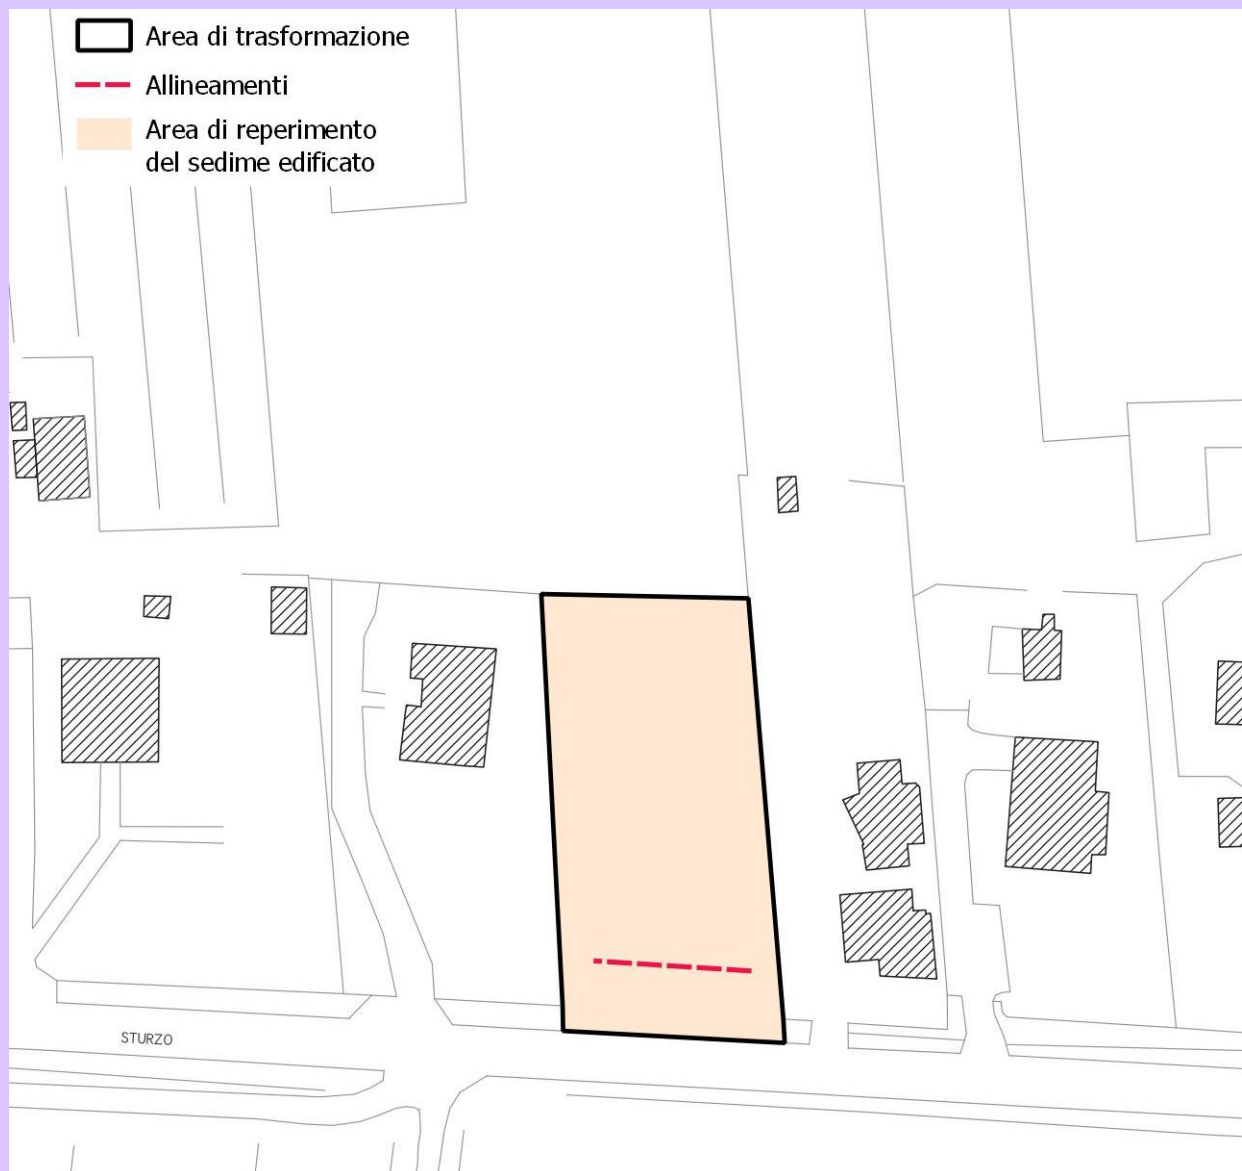 Area di trasformazione
Allineamenti
Area di reperimento
del sedime edificato
STURZO